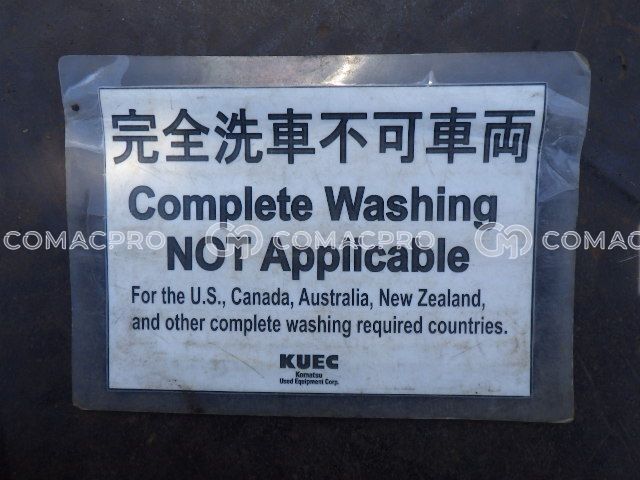 完全洗車不可車両
Complete Washing
NOT Applicable
COMACPRO COMACPRO COMACPRO
For the U.S., Canada, Australia, New Zealand,
and other complete washing required countries.
KUEC
Komatsu
Used Equipment Corp.